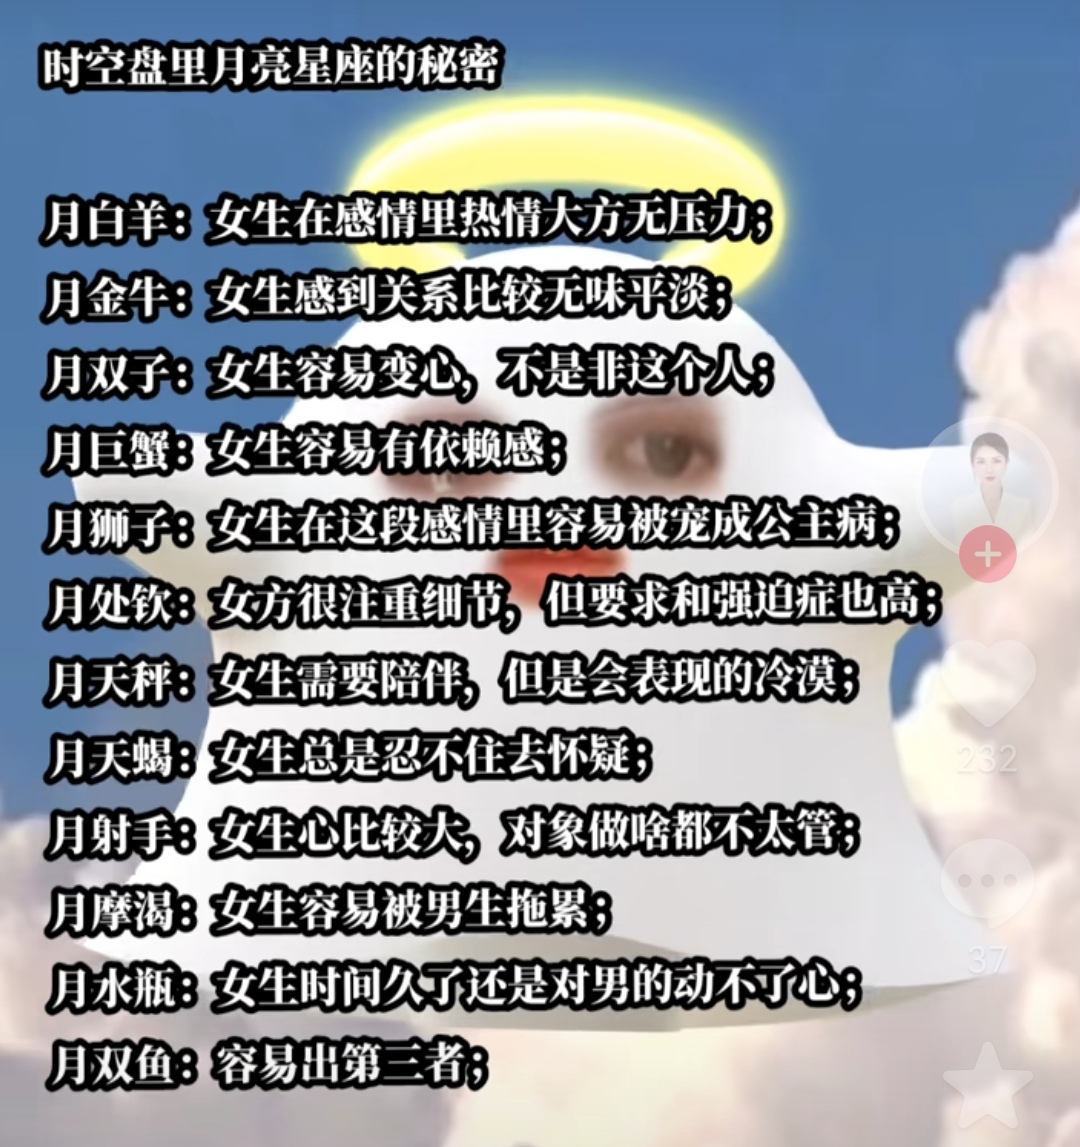 时空盘里月亮星座的秘密
月白羊：女生在感情里热情大方无压力；
月金牛：女生感到关系比较无味平淡；
月双子：女生容易变心，不是非这个人；
月巨蟹：女生容易有依赖感；
月狮子：女生在这段感情里容易被宠成公主病；
月处钦：女方很注重细节，但要求和强迫症也高；
月天秤：女生需要陪伴，但是会表现的冷漠；
月天蝎：女生总是忍不住去怀疑；
月射手：女生心比较大，对象做啥都不太管；
232
月摩渴：女生容易被男生拖累；
37
月水瓶：女生时间久了还是对男的动不了心；
月双鱼：容易出第三者；